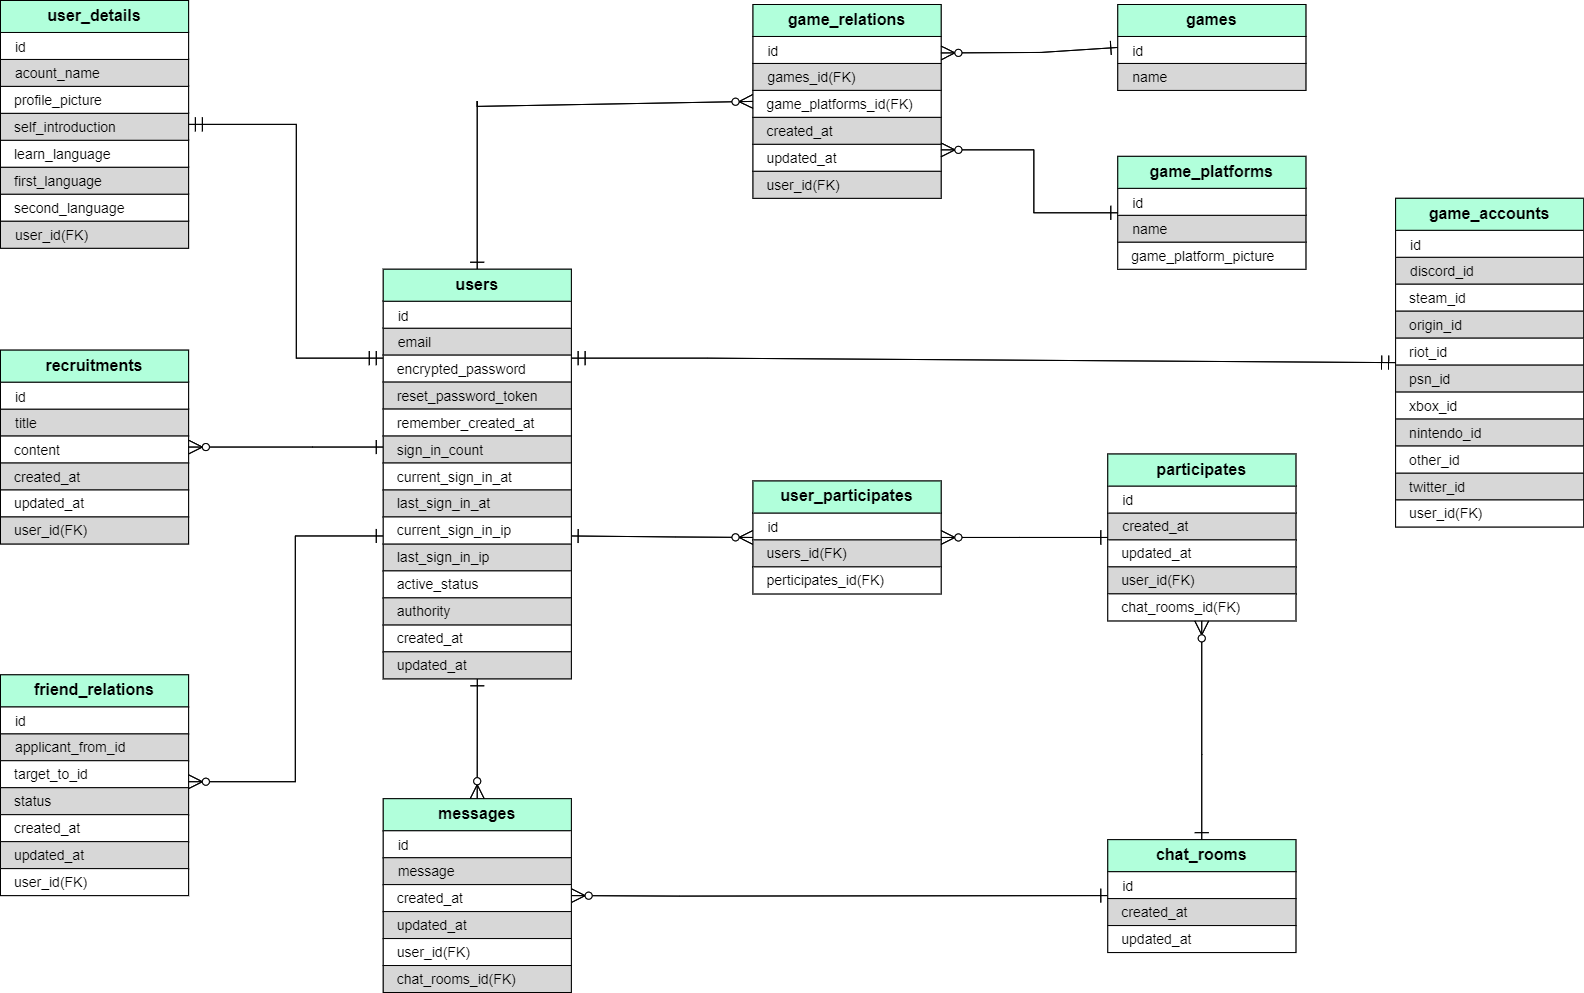 user_details
id
acount_name
profile_picture
self_introduction
learn_language
first_language
second_language
user_id(FK)
game_relations
id
games_id(FK)
game_platforms_id(FK)
created_at
updated_at
user_id(FK)
games
id
name
game_platforms
id
name
game_platform_picture
game_accounts
id
discord_id
steam_id
origin_id
riot_id
psn_id
xbox_id
nintendo_id
other_id
twitter_id
user_id(FK)
users
id
email
encrypted_password
reset_password_token
remember_created_at
sign_in_count
current_sign_in_at
last_sign_in_at
current_sign_in_ip
last_sign_in_ip
active_status
authority
created_at
updated_at
recruitments
id
title
content
created_at
updated_at
user_id(FK)
user_participates
id
users_id(FK)
perticipates_id(FK)
participates
id
created_at
updated_at
user_id(FK)
chat_rooms_id(FK)
friend_relations
id
applicant_from_id
target_to_id
status
created_at
updated_at
user_id(FK)
messages
id
message
created_at
updated_at
user_id(FK)
chat_rooms_id(FK)
chat_rooms
id
created_at
updated_at